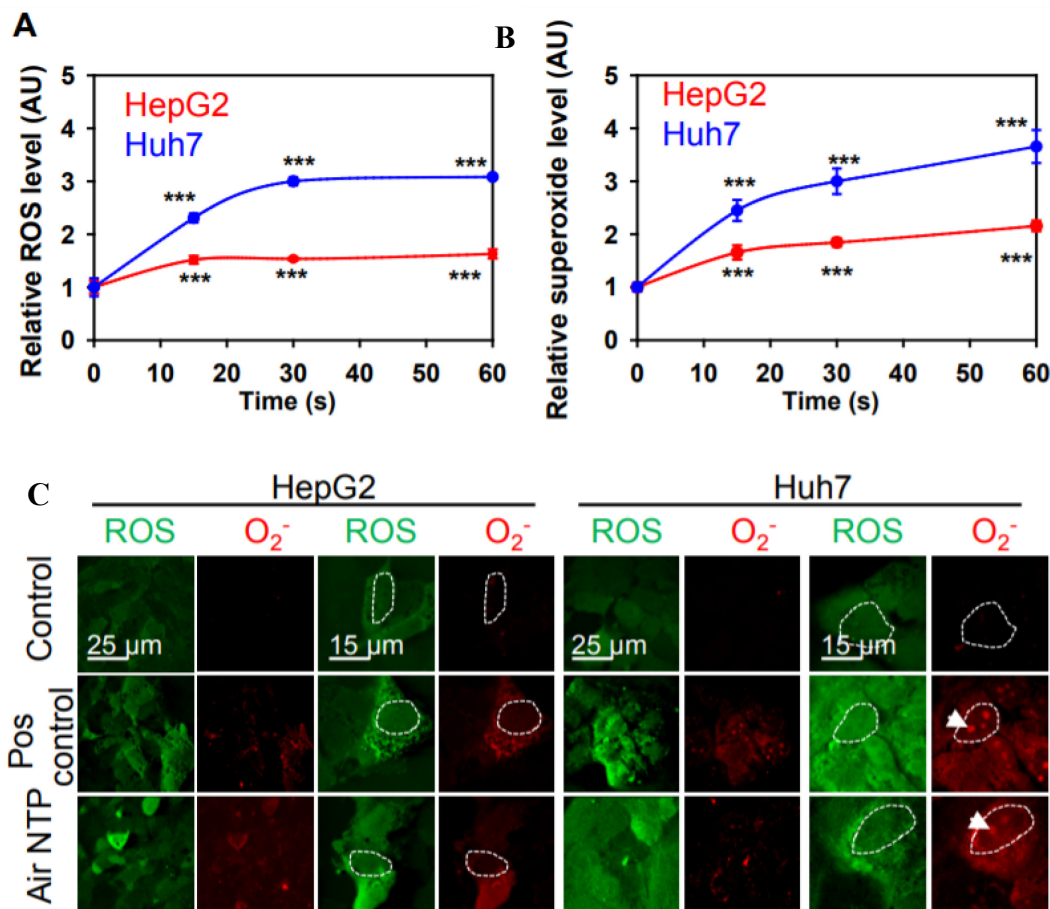 A
B
Relative ROS level (AU)
5
4
3
2
1
0
HepG2
Huh7
***
***
***
***
***
***
0 10 20 30 40 50 60
Time (s)
Relative superoxide level (AU)
5
4
3
2
1
0
HepG2
Huh7
***
***
***
***
***
***
0 10 20 30 40 50 60
Time (s)
C
HepG2 Huh7
ROS O₂⁻ ROS O₂⁻ ROS O₂⁻ ROS O₂⁻
Control
25 µm 15 µm 25 µm 15 µm
Pos
control
Air NTP